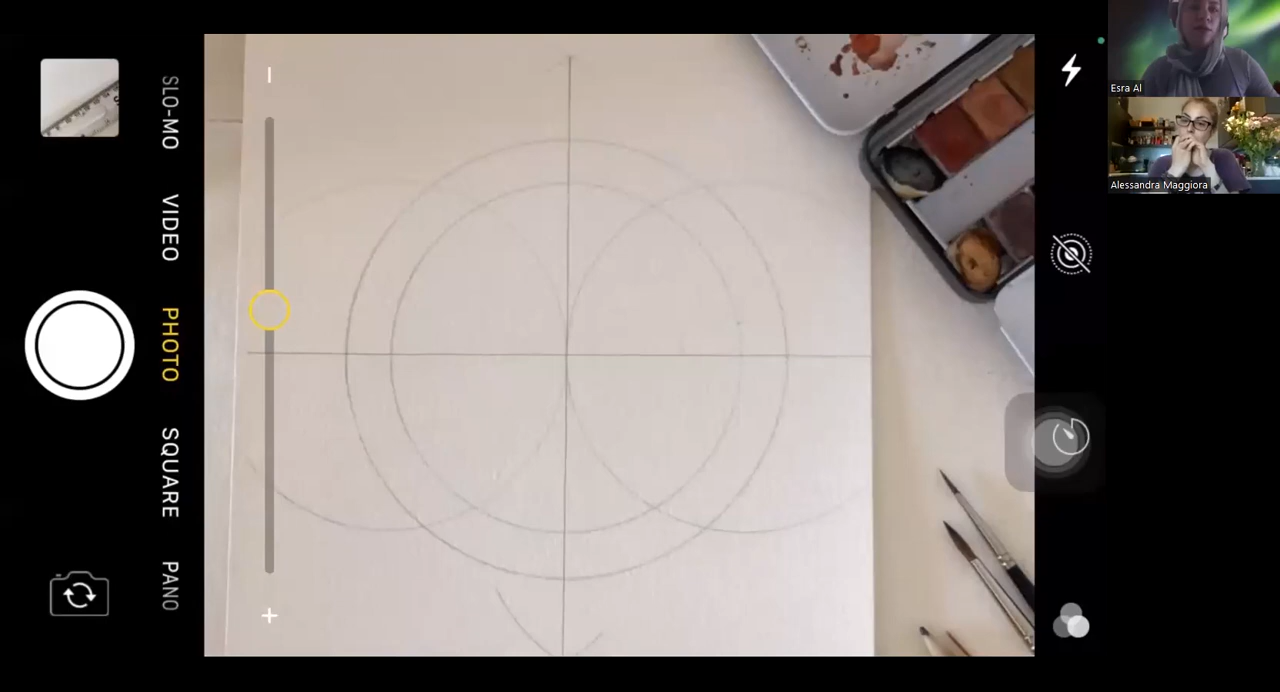 SLO-MO
VIDEO
PHOTO
SQUARE
PANO
Esra Al
Alessandra Maggiora